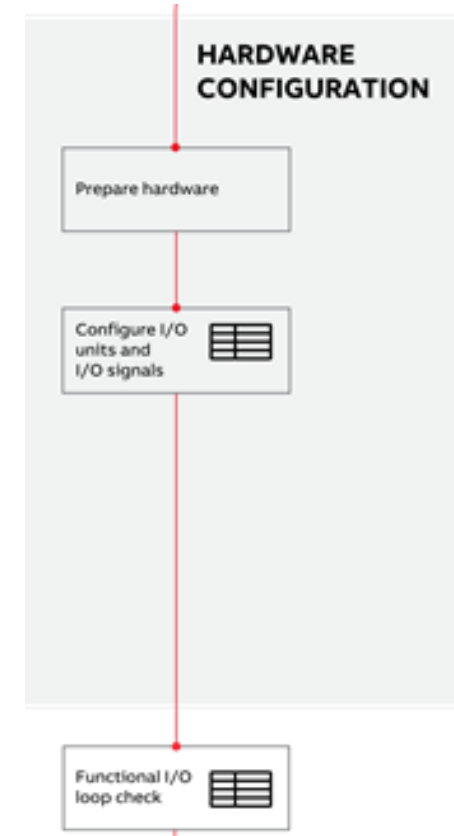 HARDWARE
CONFIGURATION
Prepare hardware
Configure I/O
units and
I/O signals
Functional I/O
loop check